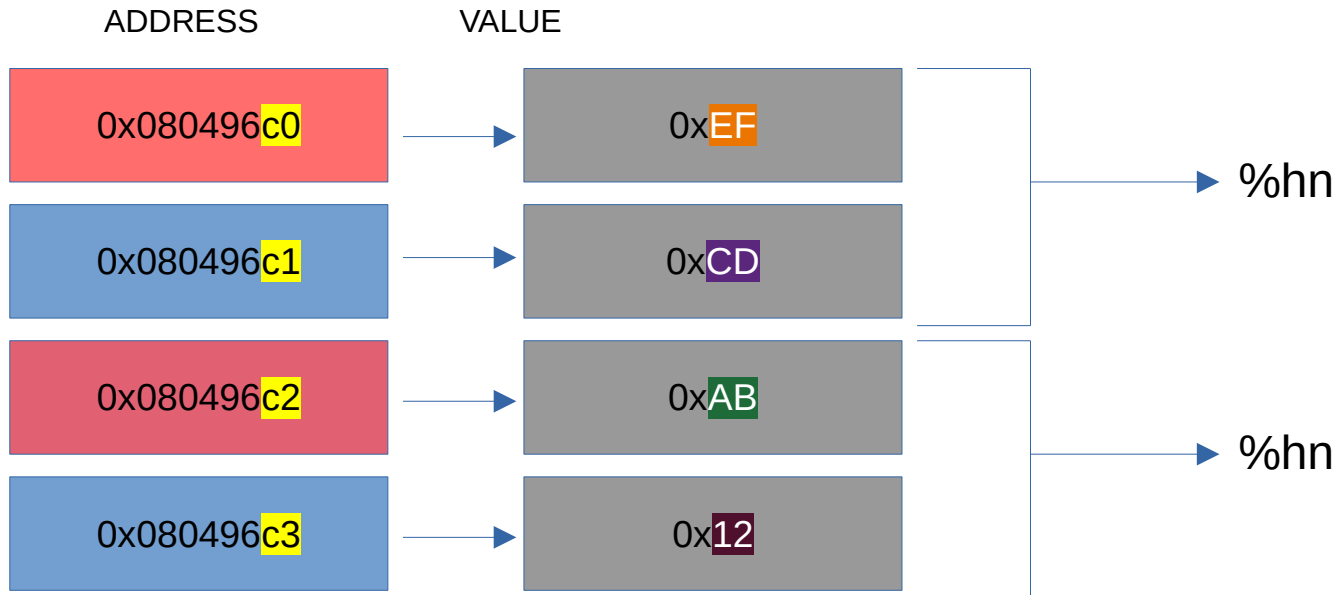 ADDRESS VALUE
0x080496c0 0xEF
%hn
0x080496c1 0xCD
0x080496c2 0xAB
%hn
0x080496c3 0x12